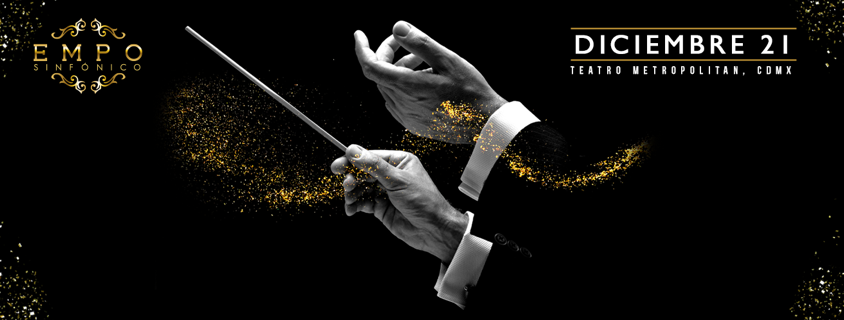 EMPO
SINFÓNICO
DICIEMBRE 21
TEATRO METROPOLITAN, CDMX